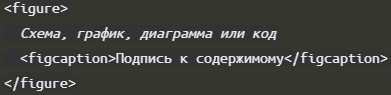 <figure>
Схема, график, диаграмма или код
<figcaption>Подпись к содержимому</figcaption>
</figure>